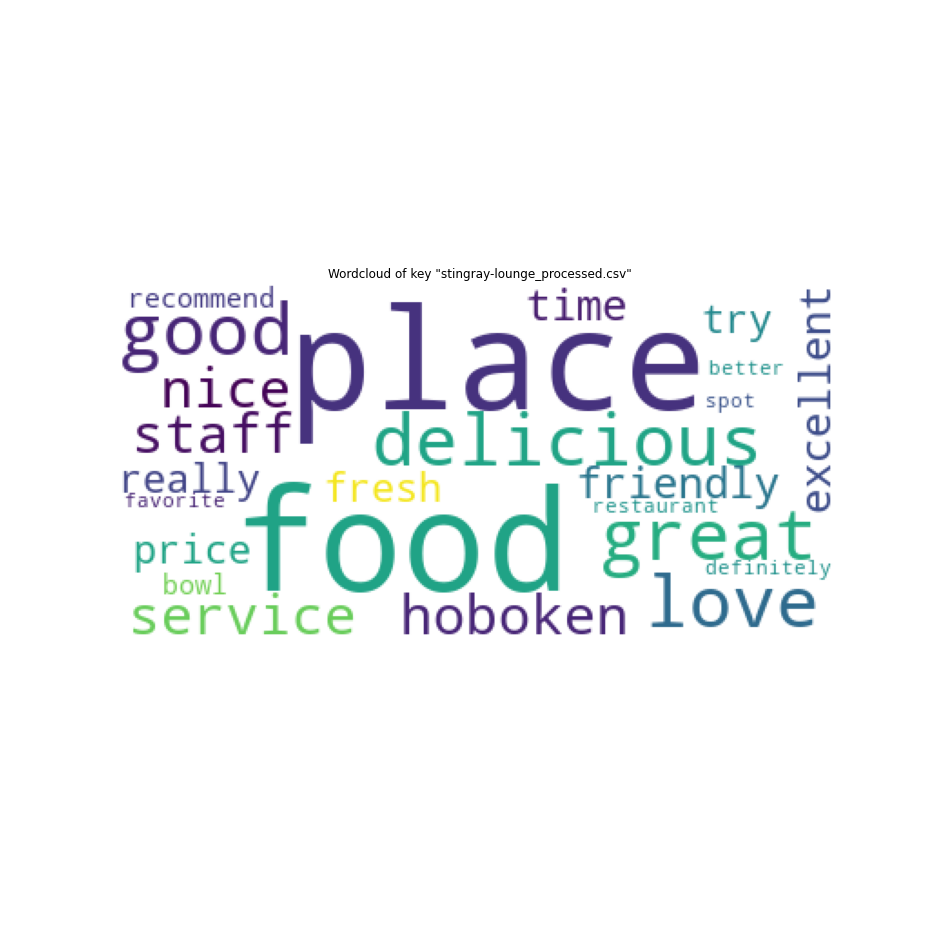 Wordcloud of key "stingray-lounge_processed.csv"
recommend
good
place
time
try
excellent
nice
better
spot
staff
delicious
really
fresh
friendly
favorite
restaurant
food
great
price
definitely
bowl
love
service
hoboken